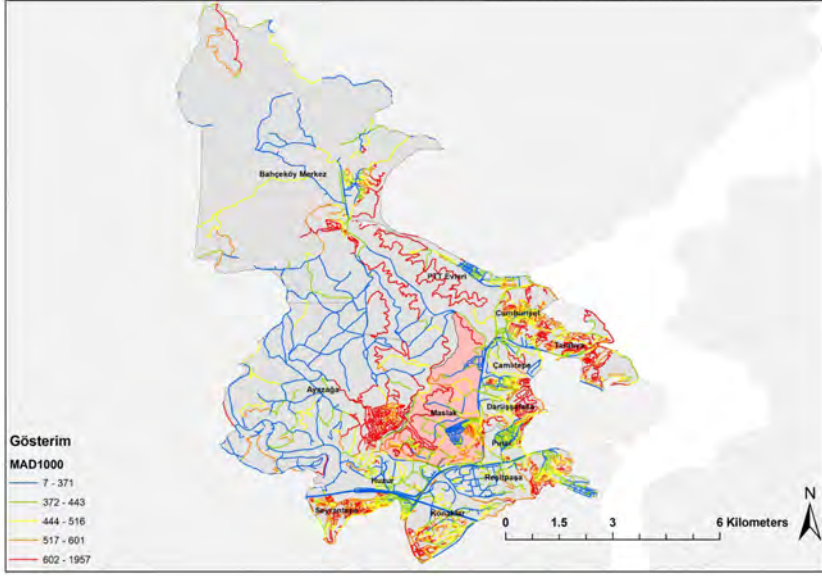 Bahçeköy Merkez
PTT Evleri
Cumhuriyet
Tarabya
Çamlıtepe
Ayazağa
Maslak
Darüşşafaka
Pınar
Huzur
Reşitpaşa
Seyrantepe
Konaklar
Gösterim
MAD1000
7 - 371
372 - 443
444 - 516
517 - 601
602 - 1957
N
0 1.5 3 6 Kilometers